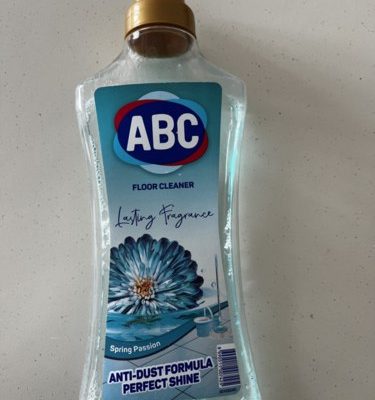 ABC
FLOOR CLEANER
Lasting Fragrance
Spring Passion
ANTI-DUST FORMULA
PERFECT SHINE